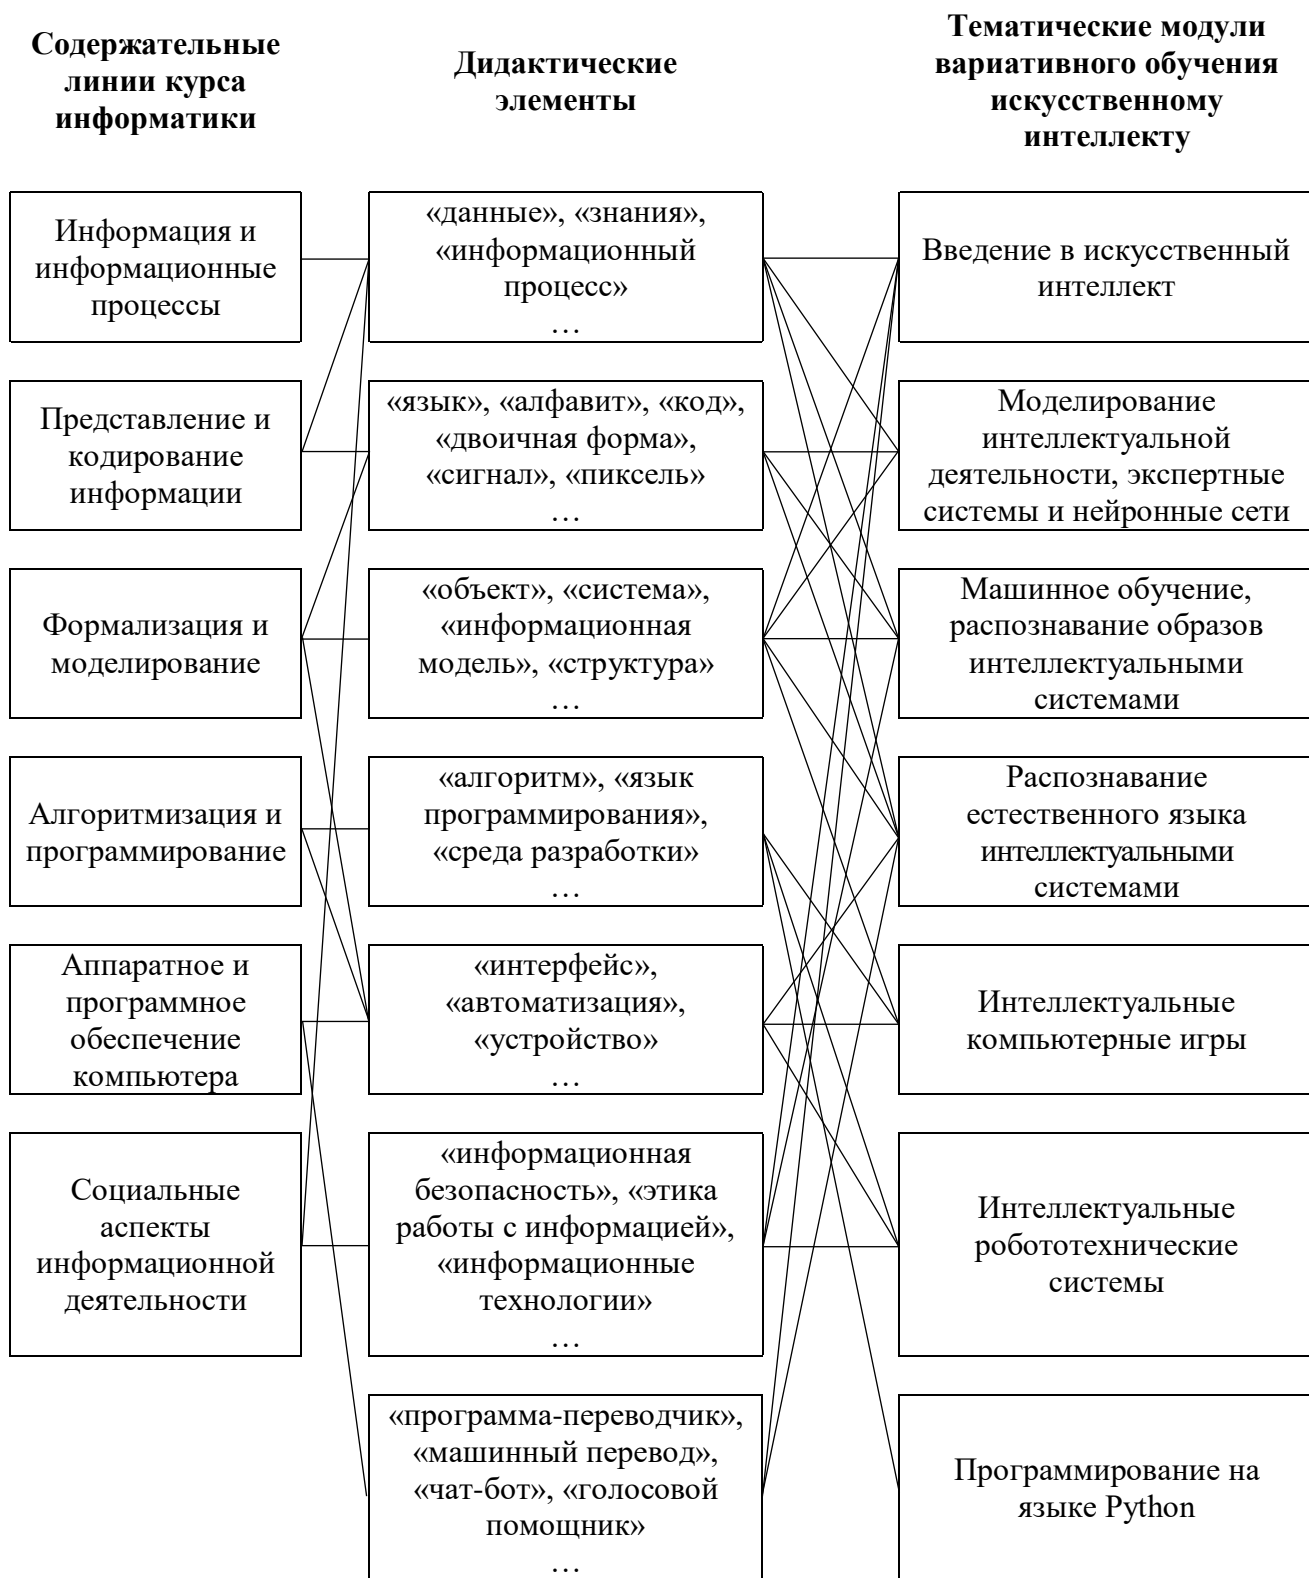 Содержательные
линии курса
информатики
Дидактические
элементы
Тематические модули
вариативного обучения
искусственному
интеллекту
Информация и
информационные
процессы
«данные», «знания»,
«информационный
процесс»
…
Введение в искусственный
интеллект
Представление и
кодирование
информации
«язык», «алфавит», «код»,
«двоичная форма»,
«сигнал», «пиксель»
…
Моделирование
интеллектуальной
деятельности, экспертные
системы и нейронные сети
Формализация и
моделирование
«объект», «система»,
«информационная
модель», «структура»
…
Машинное обучение,
распознавание образов
интеллектуальными
системами
Алгоритмизация и
программирование
«алгоритм», «язык
программирования»,
«среда разработки»
…
Распознавание
естественного языка
интеллектуальными
системами
Аппаратное и
программное
обеспечение
компьютера
«интерфейс»,
«автоматизация»,
«устройство»
…
Интеллектуальные
компьютерные игры
Социальные
аспекты
информационной
деятельности
«информационная
безопасность», «этика
работы с информацией»,
«информационные
технологии»
…
Интеллектуальные
робототехнические
системы
«программа-переводчик»,
«машинный перевод»,
«чат-бот», «голосовой
помощник»
…
Программирование на
языке Python